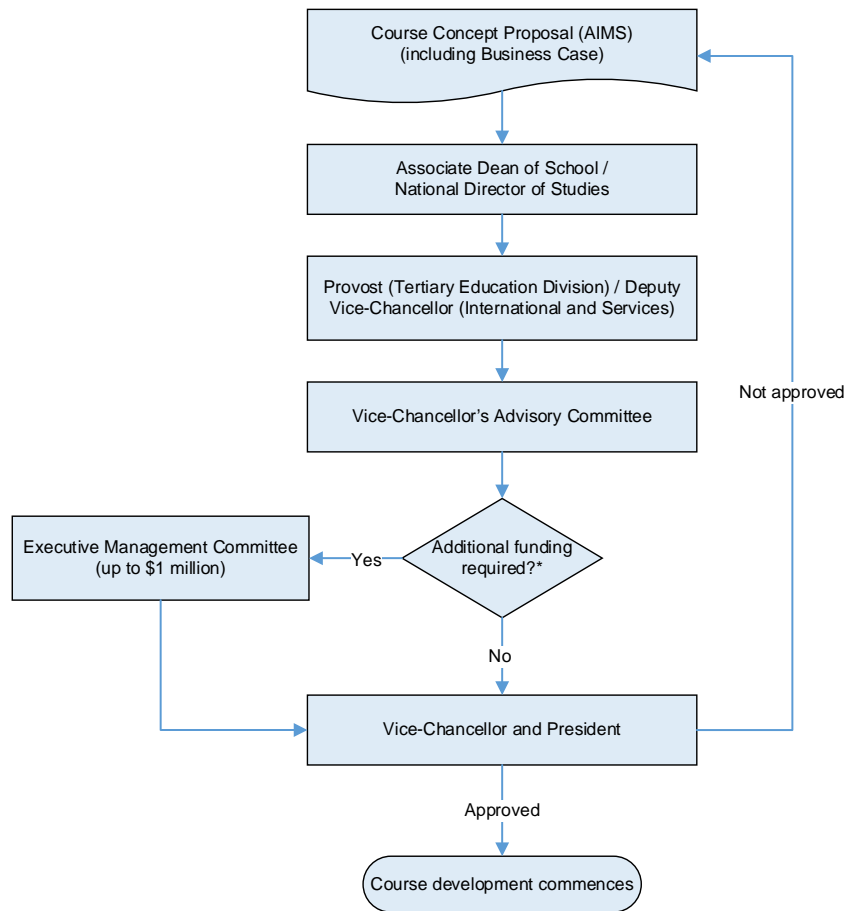 Course Concept Proposal (AIMS)
(including Business Case)
Associate Dean of School /
National Director of Studies
Provost (Tertiary Education Division) / Deputy
Vice-Chancellor (International and Services)
Not approved
Vice-Chancellor’s Advisory Committee
Executive Management Committee
(up to $1 million)
Yes
Additional funding
required?*
No
Vice-Chancellor and President
Approved
Course development commences